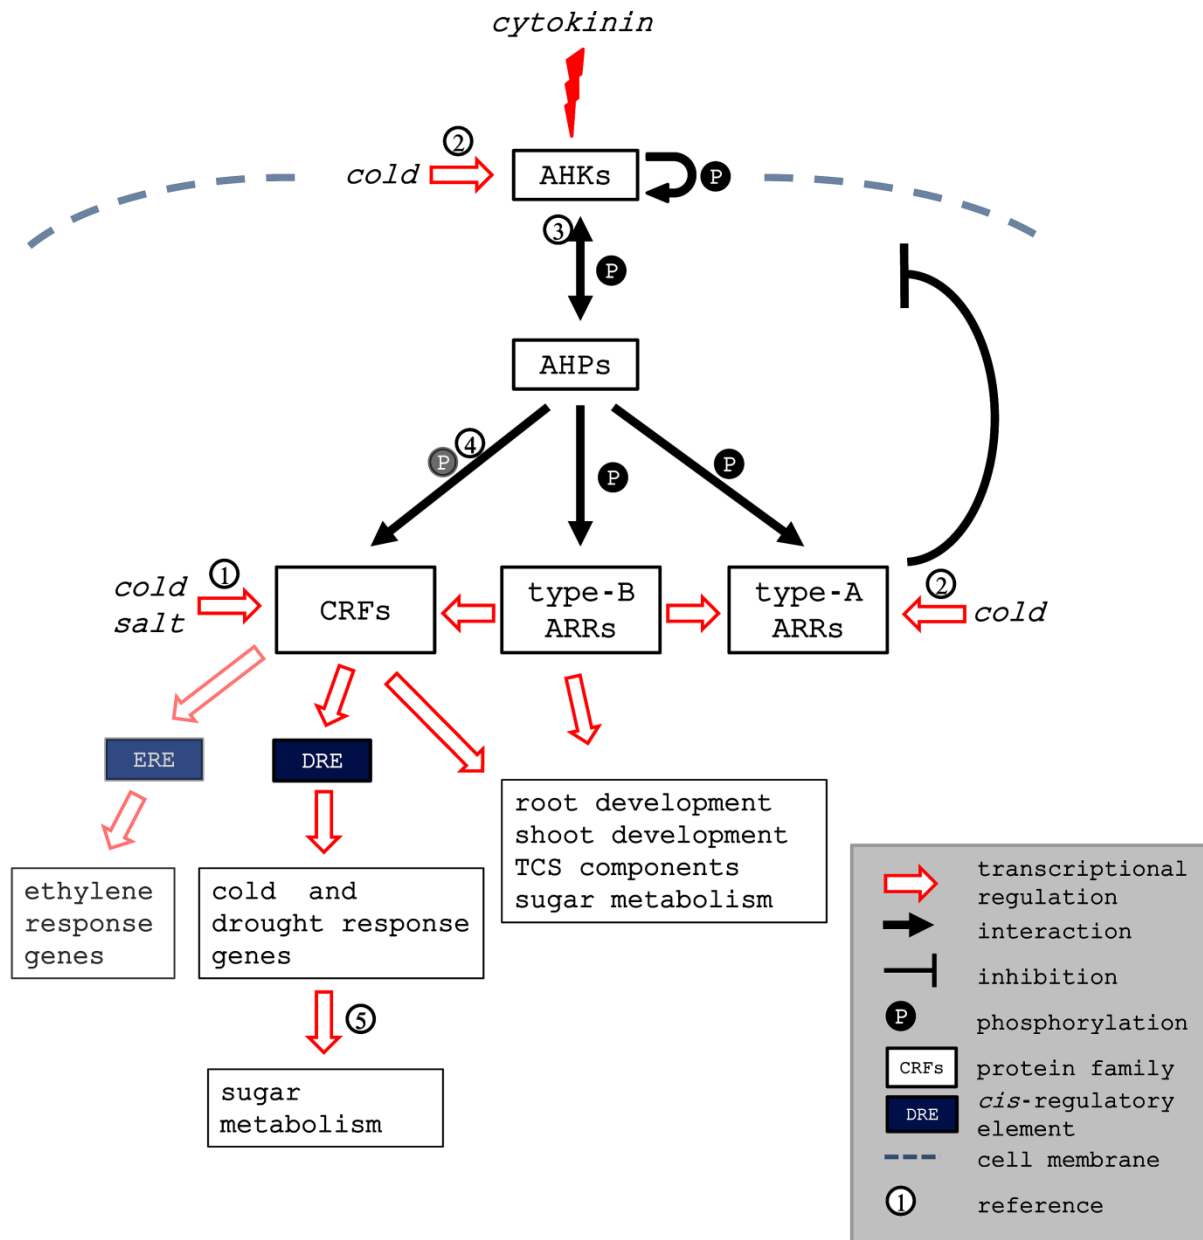 cytokinin
2
cold
AHKs
P
3
P
AHPs
4
P
P
P
cold
salt
1
CRFs
type-B
ARRs
type-A
ARRs
2
cold
ERE
DRE
root development
shoot development
TCS components
sugar metabolism
ethylene
response
genes
cold and
drought response
genes
5
sugar
metabolism
transcriptional
regulation
interaction
inhibition
P phosphorylation
CRFs protein family
DRE cis-regulatory
element
cell membrane
1 reference